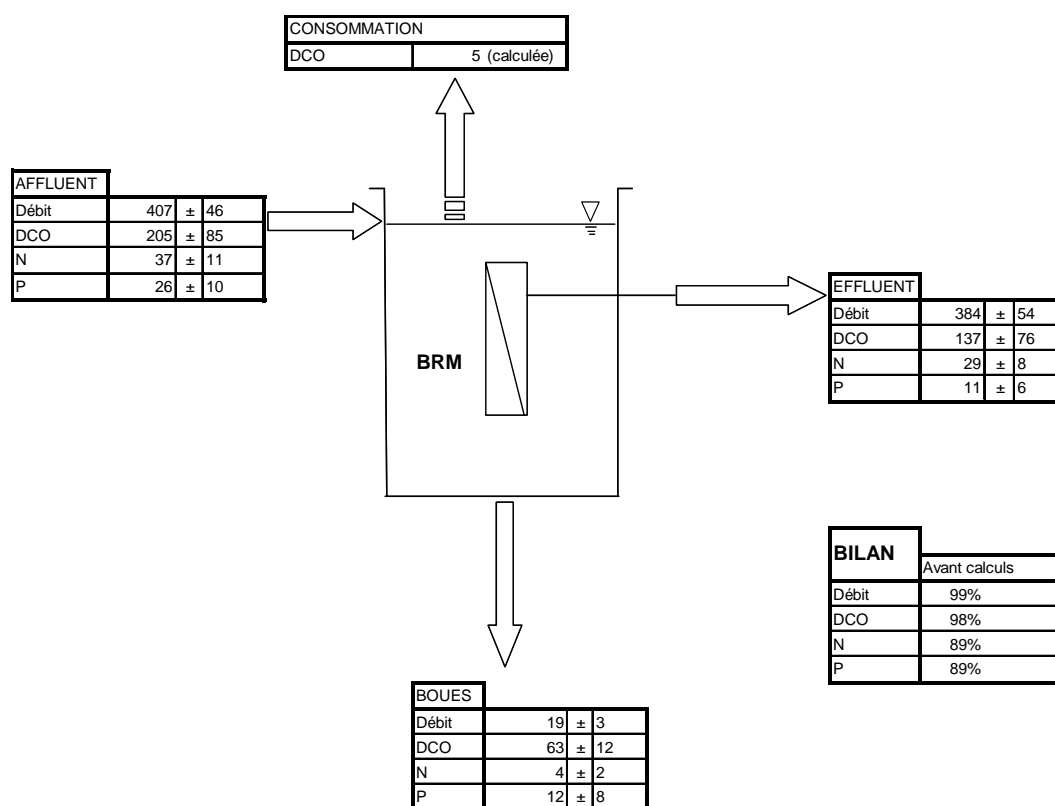 CONSOMMATION
DCO 5 (calculée)
AFFLUENT
Débit 407 ± 46
DCO 205 ± 85
N 37 ± 11
P 26 ± 10
BRM
EFFLUENT
Débit 384 ± 54
DCO 137 ± 76
N 29 ± 8
P 11 ± 6
BILAN
Avant calculs
Débit 99%
DCO 98%
N 89%
P 89%
BOUES
Débit 19 ± 3
DCO 63 ± 12
N 4 ± 2
P 12 ± 8